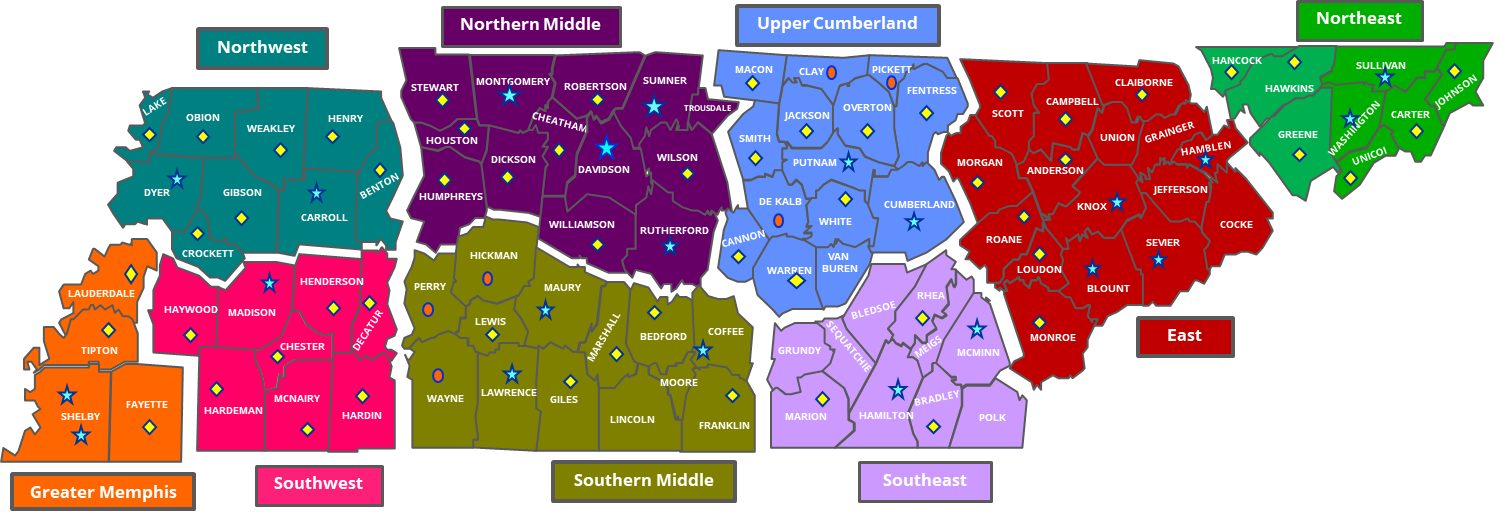 Northwest
LAKE
OBION
WEAKLEY
HENRY
DYER
GIBSON
CARROLL
BENTON
CROCKETT
Northern Middle
STEWART
MONTGOMERY
ROBERTSON
SUMNER
TROUSDALE
HOUSTON
CHEATHAM
DICKSON
DAVIDSON
WILSON
HUMPHREYS
WILLIAMSON
RUTHERFORD
Upper Cumberland
MACON
CLAY
PICKETT
FENTRESS
JACKSON
OVERTON
SMITH
PUTNAM
DE KALB
WHITE
CUMBERLAND
CANNON
WARREN
VAN
BUREN
SCOTT
CAMPBELL
CLAIBORNE
UNION
GRAINGER
HAMBLEN
MORGAN
ANDERSON
JEFFERSON
KNOX
COCKE
ROANE
LOUDON
SEVIER
BLOUNT
MONROE
East
Northeast
HANCOCK
HAWKINS
SULLIVAN
JOHNSON
GREENE
WASHINGTON
CARTER
UNICOI
LAUDERDALE
TIPTON
SHELBY
FAYETTE
Greater Memphis
HAYWOOD
MADISON
HENDERSON
DECATUR
CHESTER
HARDEMAN
MCNAIRY
HARDIN
Southwest
PERRY
HICKMAN
MAURY
LEWIS
MARSHALL
BEDFORD
COFFEE
WAYNE
LAWRENCE
GILES
MOORE
LINCOLN
FRANKLIN
Southern Middle
GRUNDY
SEQUATCHIE
BLEDSOE
RHEA
MEIGS
MCMINN
MARION
HAMILTON
BRADLEY
POLK
Southeast